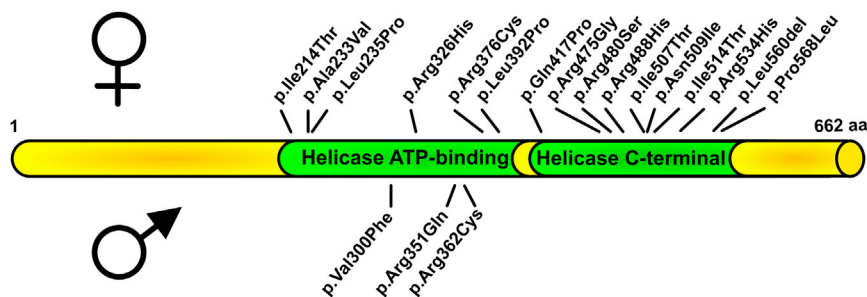 p.Ile214Thr
p.Ala233Val
p.Leu235Pro
p.Arg326His
p.Arg376Cys
p.Leu392Pro
p.Gln417Pro
p.Arg475Gly
p.Arg480Ser
p.Arg488His
p.Ile507Thr
p.Asn509Ile
p.Ile514Thr
p.Arg534His
p.Leu560del
p.Pro568Leu
1
662 aa
Helicase ATP-binding
Helicase C-terminal
p.Val300Phe
p.Arg351Gln
p.Arg362Cys